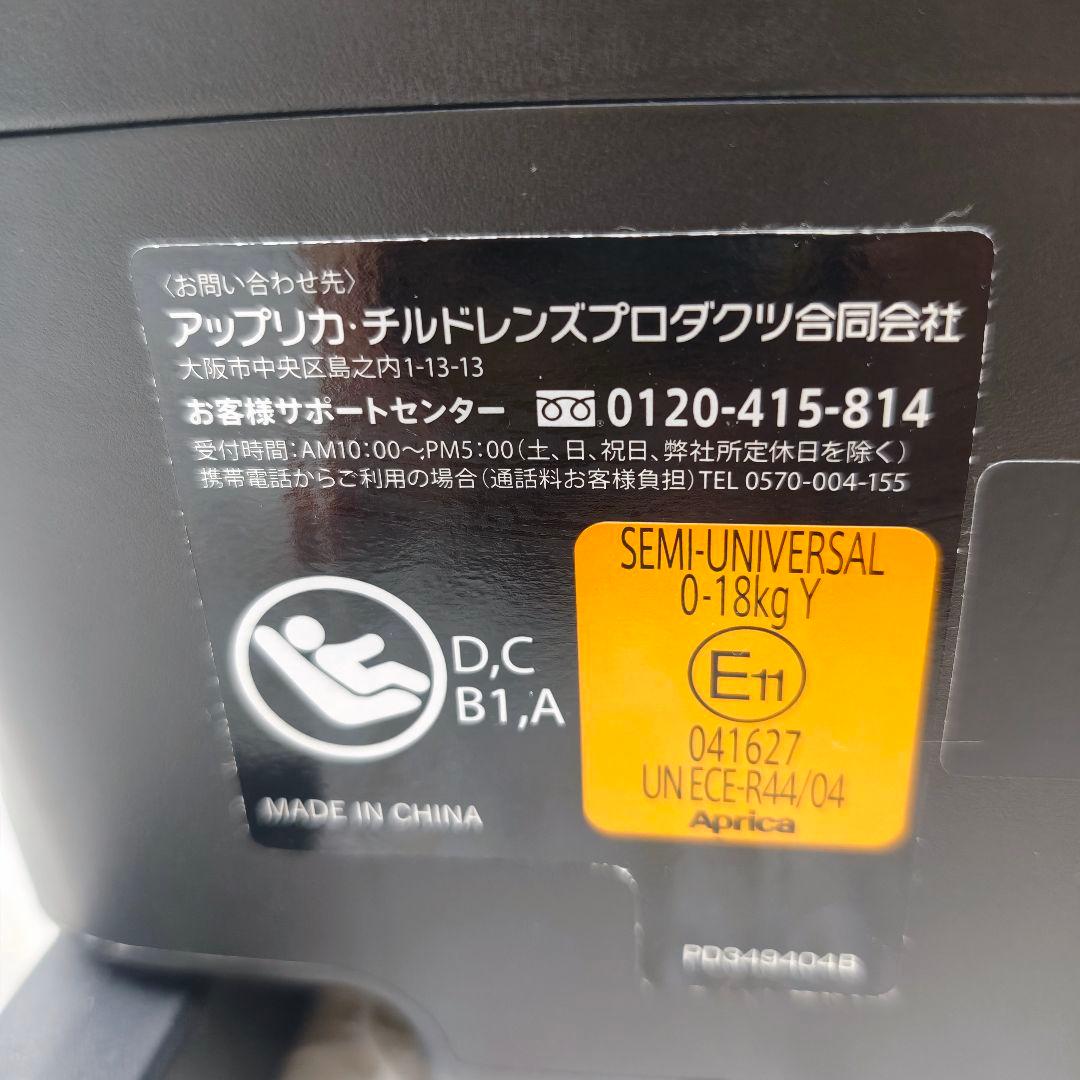 〈お問い合わせ先〉
アップリカ・チルドレンズプロダクツ合同会社
大阪市中央区島之内1-13-13
お客様サポートセンター 0120-415-814
受付時間：AM10：00～PM5：00（土、日、祝日、弊社所定休日を除く）
携帯電話からご利用の場合（通話料お客様負担）TEL 0570-004-155
SEMI-UNIVERSAL
0-18kg Y
E11
041627
UN ECE-R44/04
Aprica
D,C
B1,A
MADE IN CHINA
PD349404B